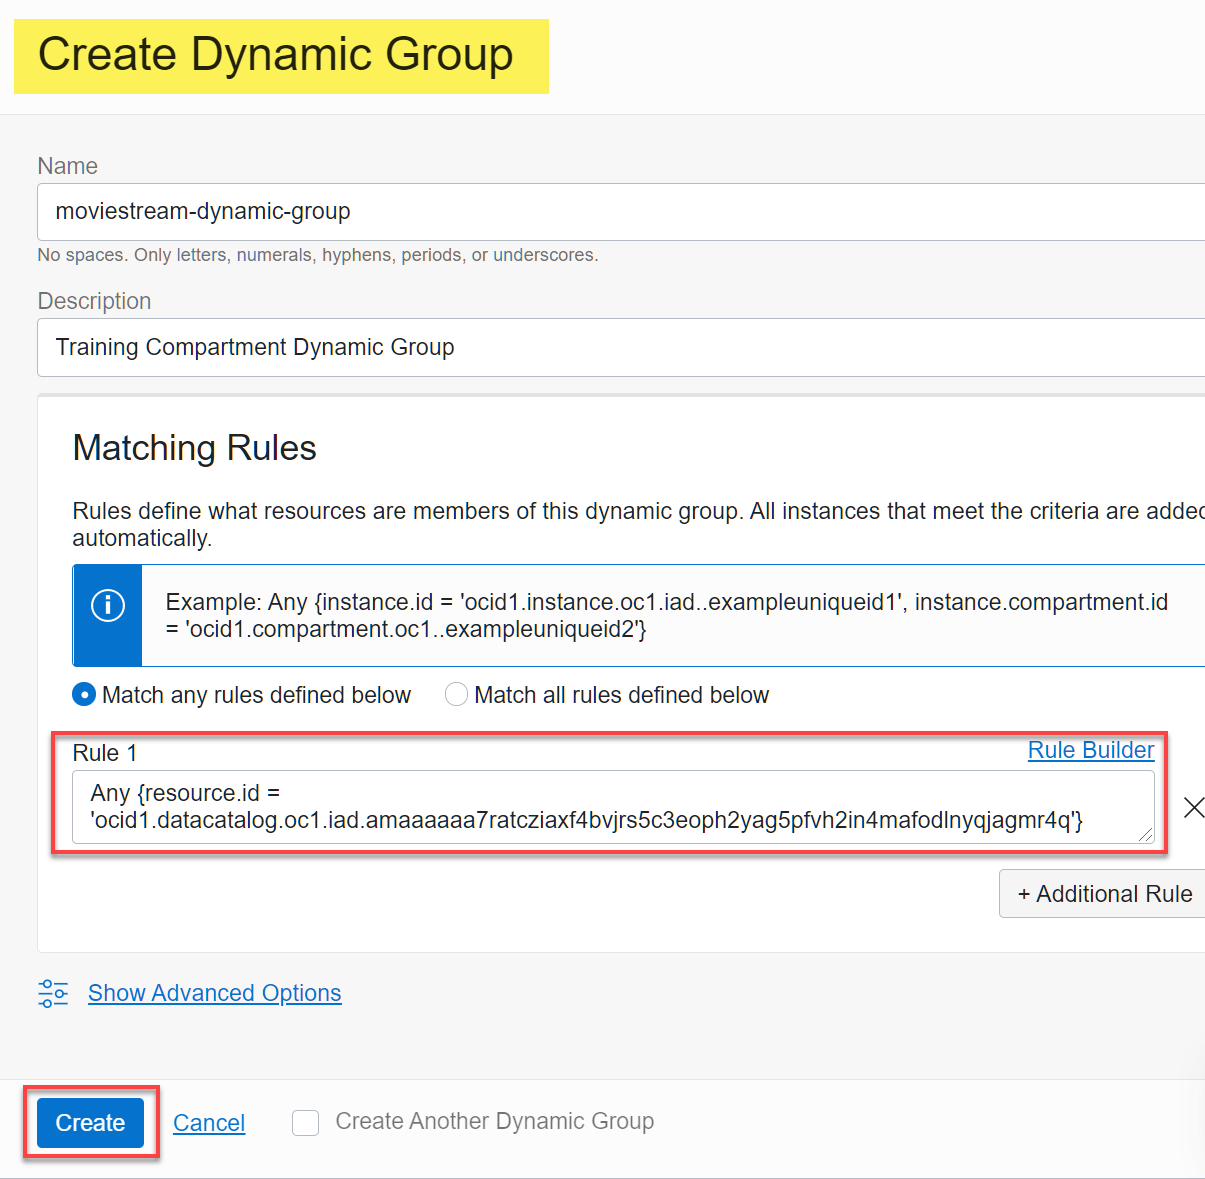 Create Dynamic Group
Name
moviestream-dynamic-group
No spaces. Only letters, numerals, hyphens, periods, or underscores.
Description
Training Compartment Dynamic Group
Matching Rules
Rules define what resources are members of this dynamic group. All instances that meet the criteria are added
automatically.
Example: Any {instance.id = 'ocid1.instance.oc1.iad..exampleuniqueid1', instance.compartment.id
= 'ocid1.compartment.oc1..exampleuniqueid2'}
Match any rules defined below Match all rules defined below
Rule 1 Rule Builder
Any {resource.id =
'ocid1.datacatalog.oc1.iad.amaaaaaa7ratcziaxf4bvjrs5c3eoph2yag5pfvh2in4mafodlnyqjagmr4q'}
+ Additional Rule
Show Advanced Options
Create Cancel Create Another Dynamic Group